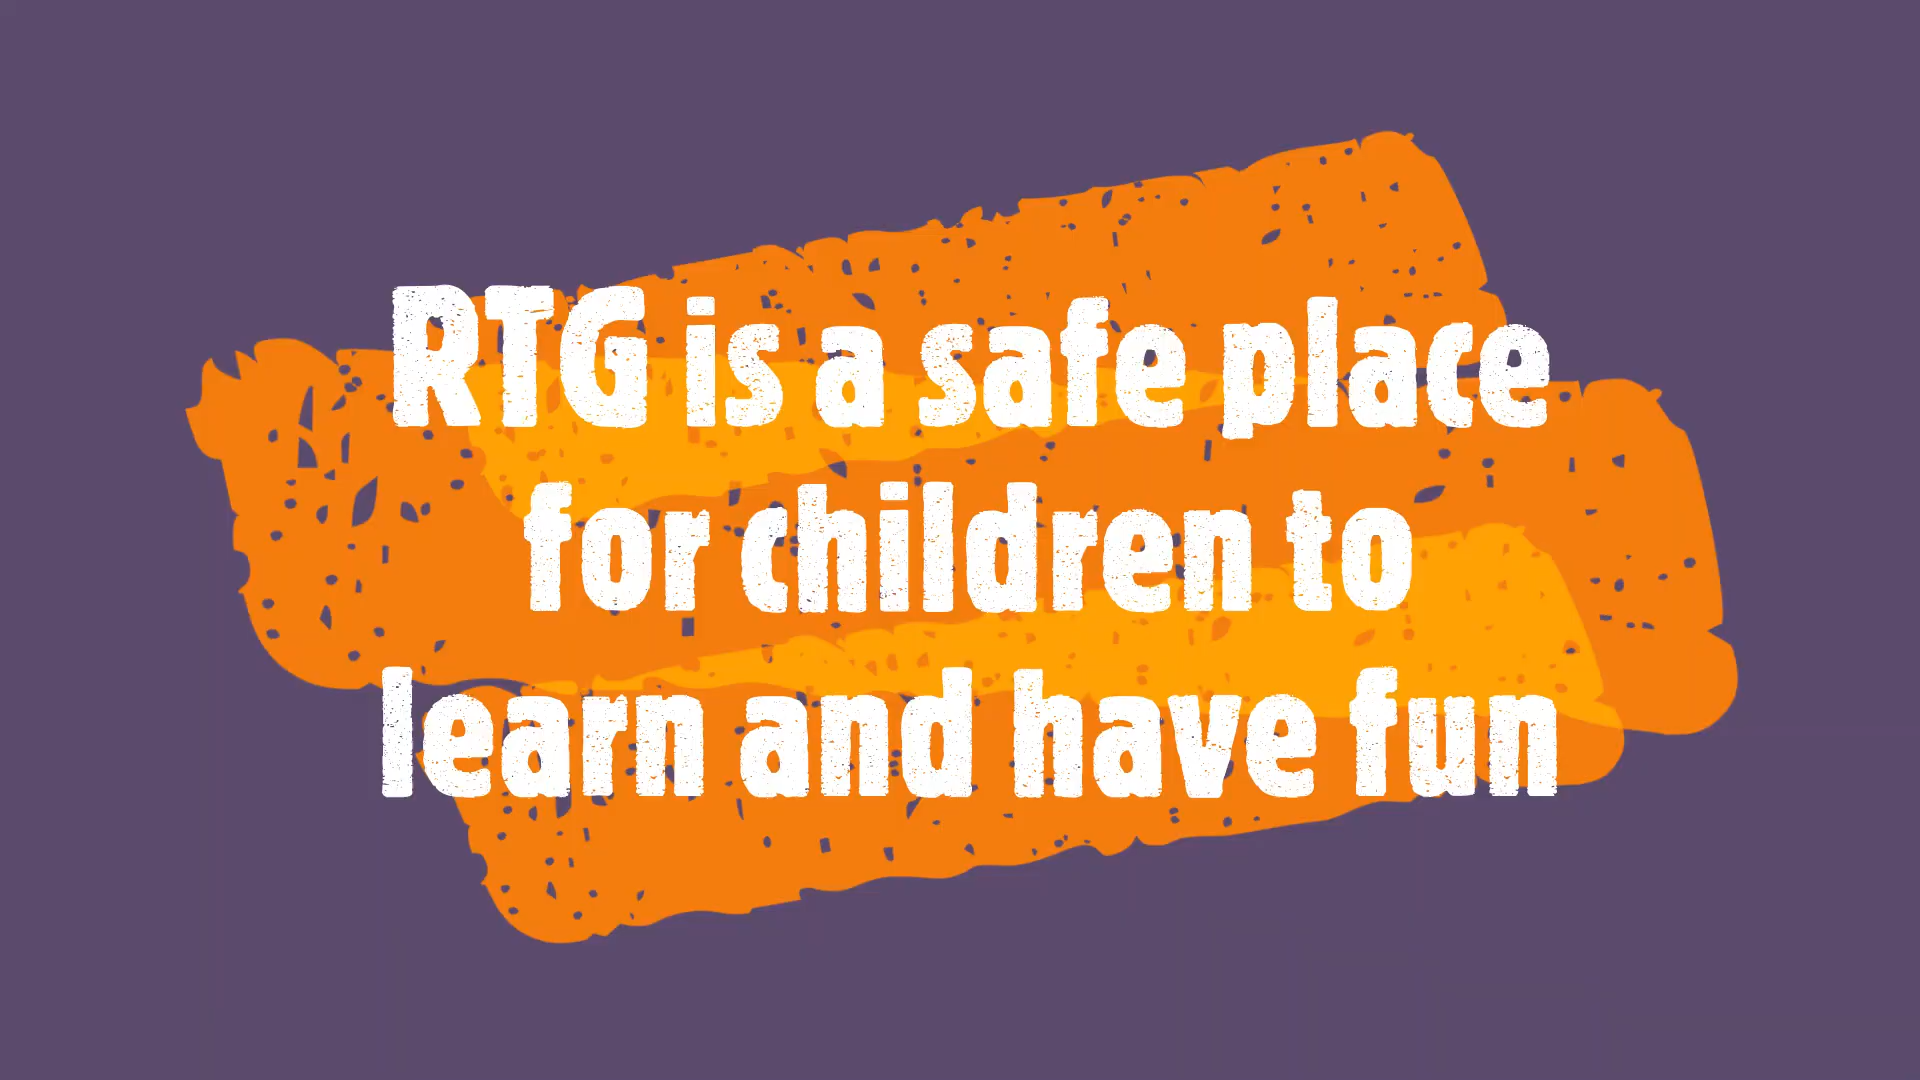 RTG is a safe place
for children to
learn and have fun